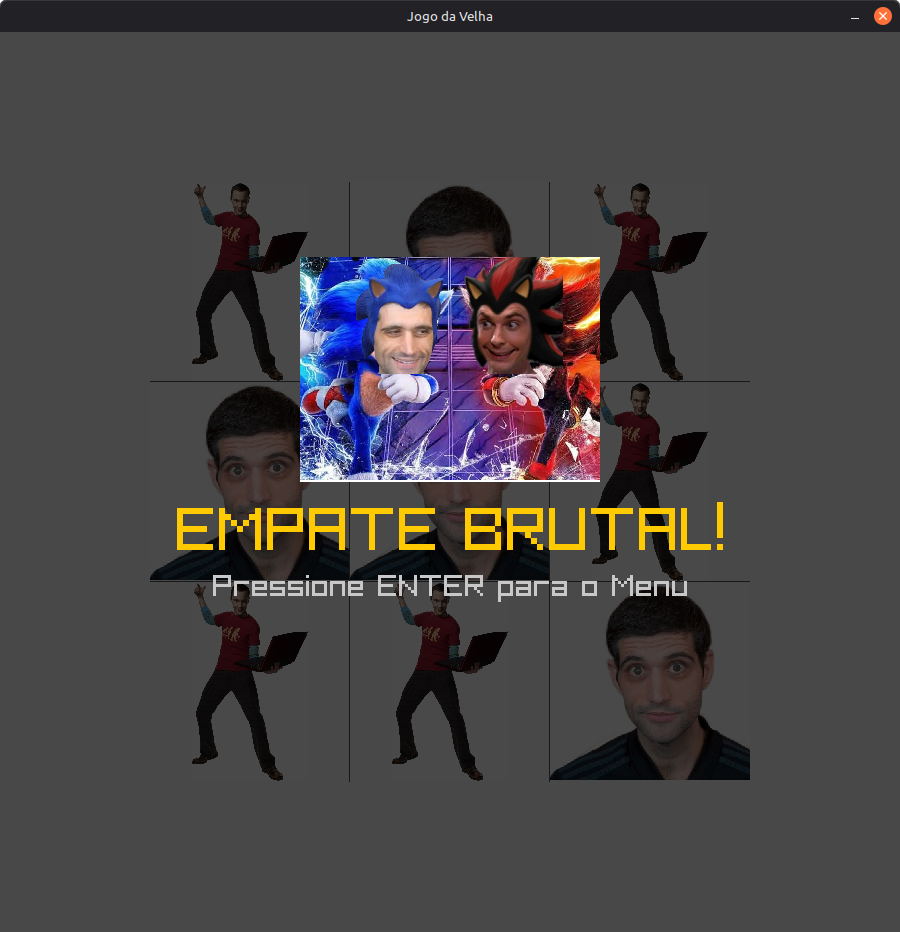 Jogo da Velha
EMPATE BRUTAL!
Pressione ENTER para o Menu